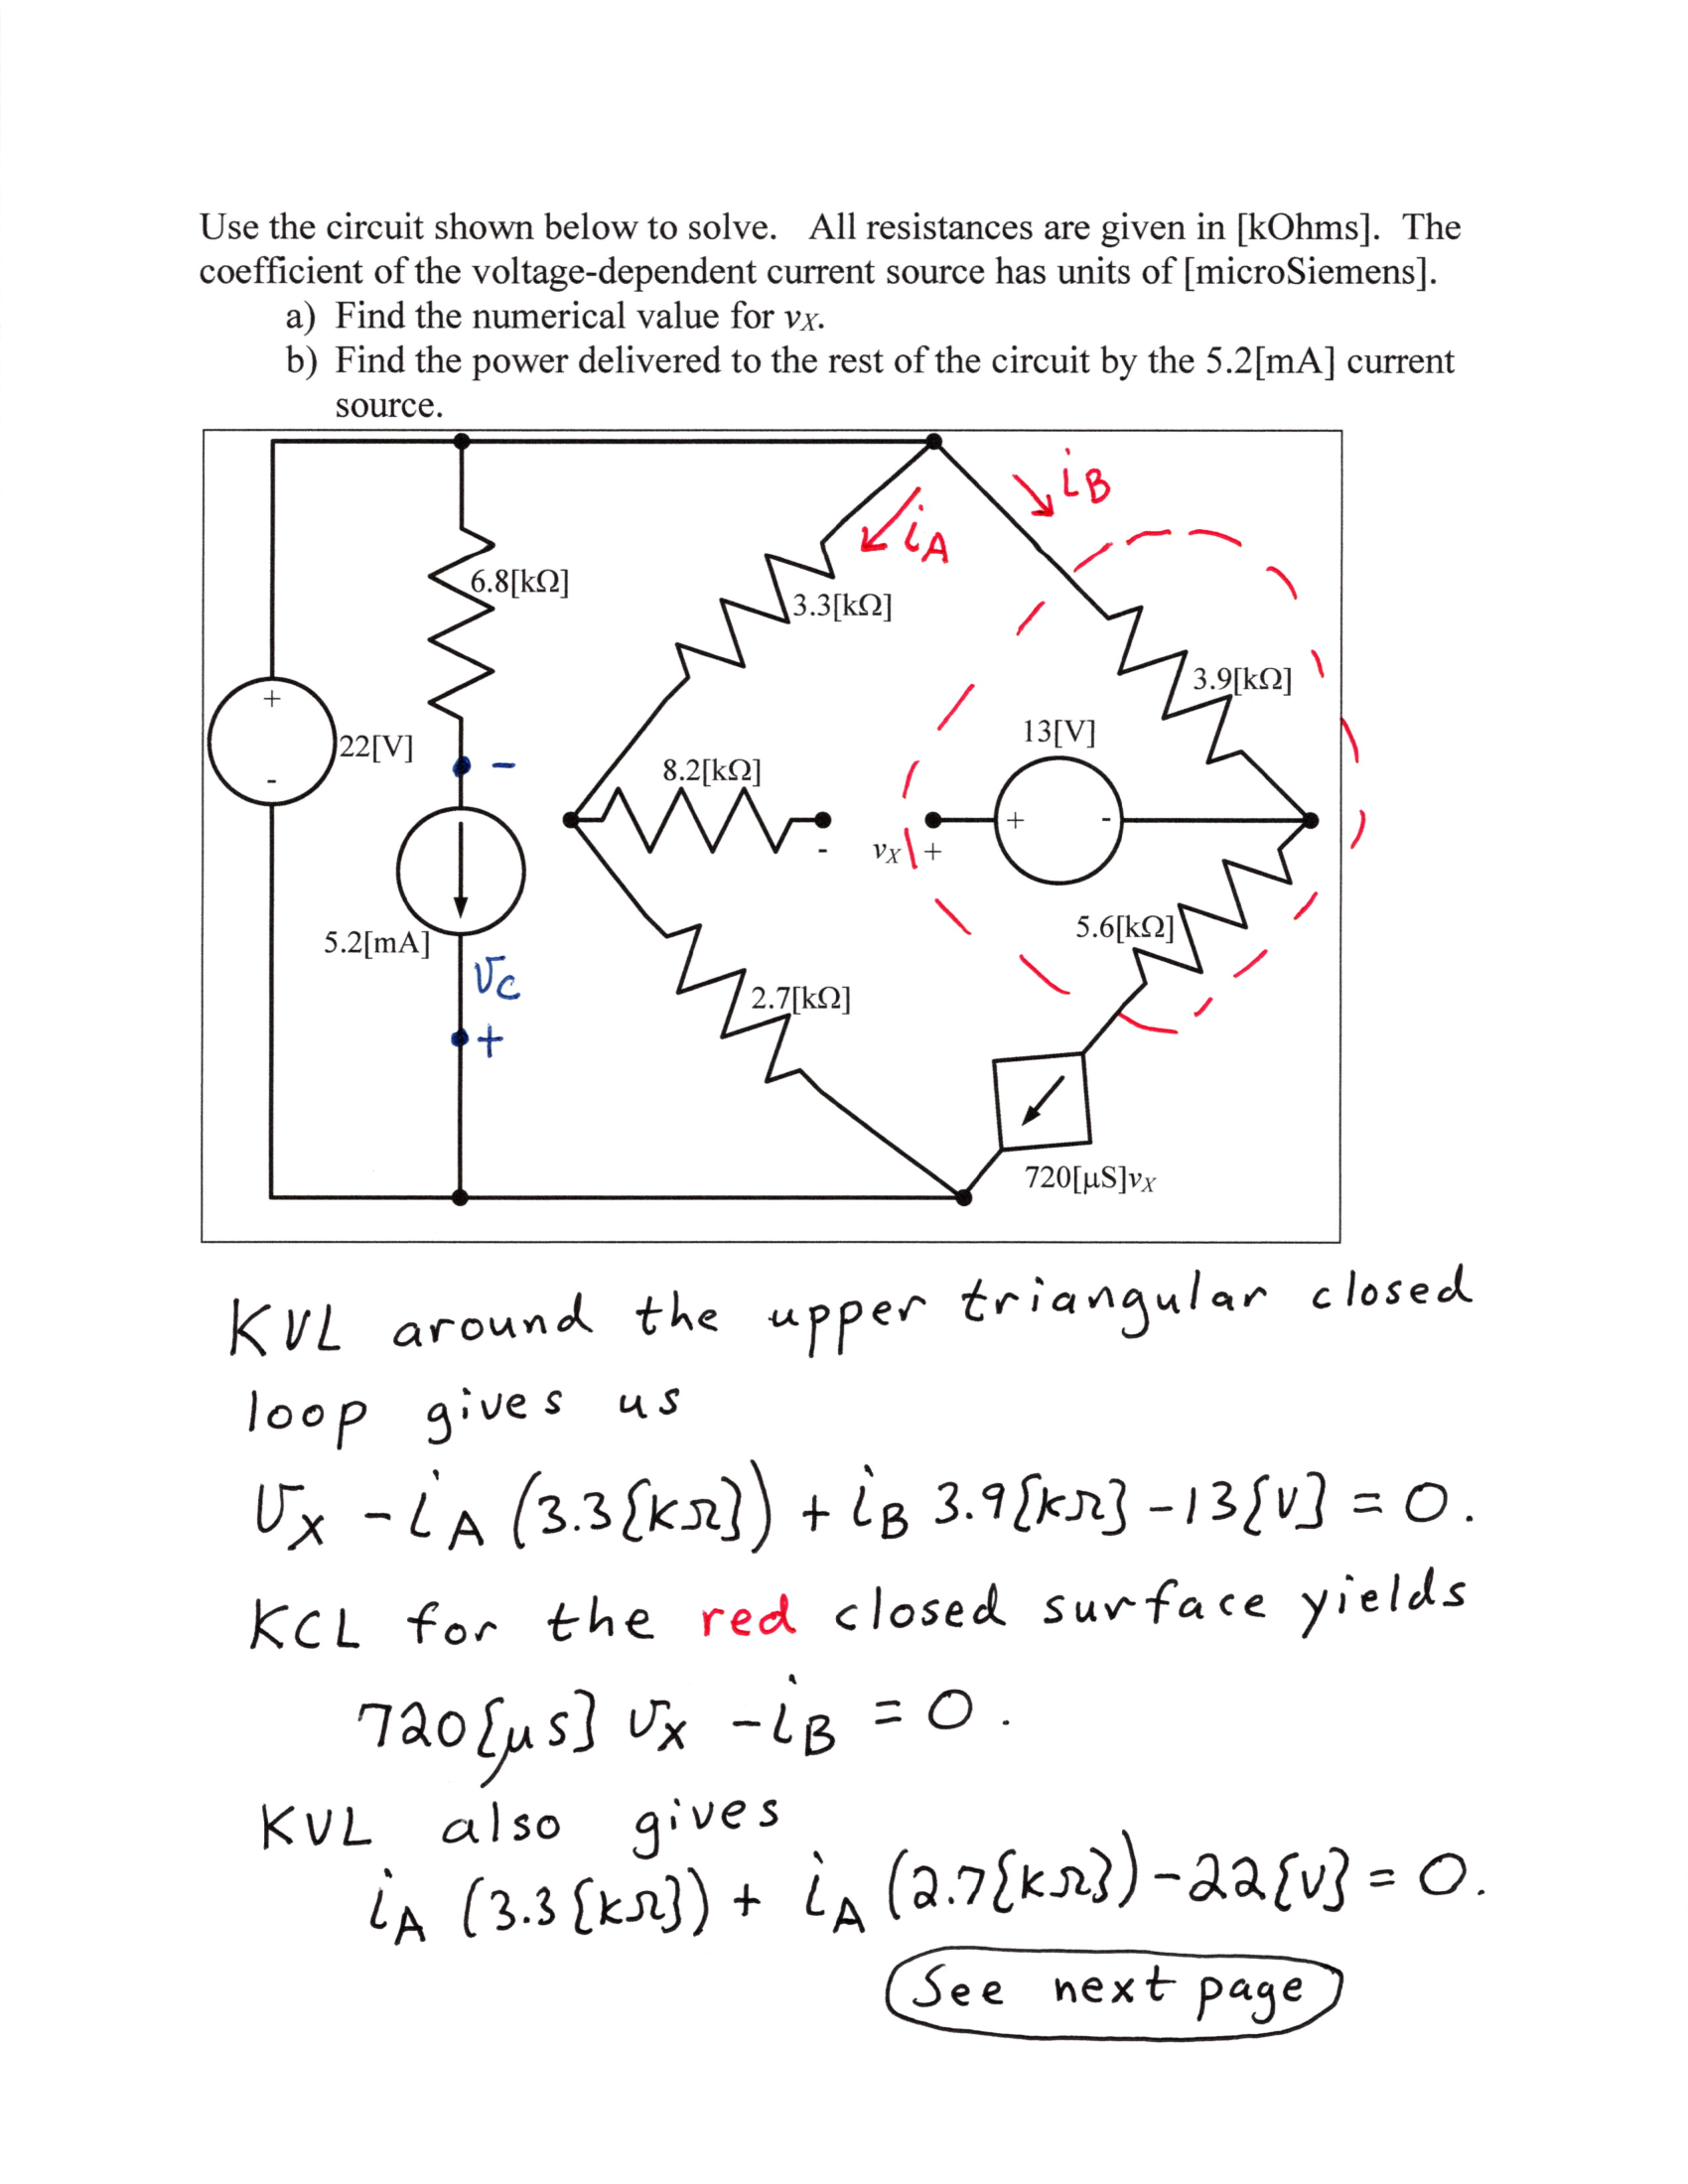 Use the circuit shown below to solve. All resistances are given in [kOhms]. The
coefficient of the voltage-dependent current source has units of [microSiemens].
a) Find the numerical value for vX.
b) Find the power delivered to the rest of the circuit by the 5.2[mA] current
source.
iB
iA
6.8[kΩ]
3.3[kΩ]
3.9[kΩ]
+
22[V]
-
-
13[V]
8.2[kΩ]
+ -
- vX +
5.6[kΩ]
5.2[mA]
vC
+
2.7[kΩ]
720[µS]vX
KVL around the upper triangular closed
loop gives us
vX - iA (3.3{kΩ}) + iB 3.9{kΩ} - 13{V} = 0.
KCL for the red closed surface yields
720{µS} vX - iB = 0.
KVL also gives
iA (3.3{kΩ}) + iA (2.7{kΩ}) - 22{V} = 0.
See next page